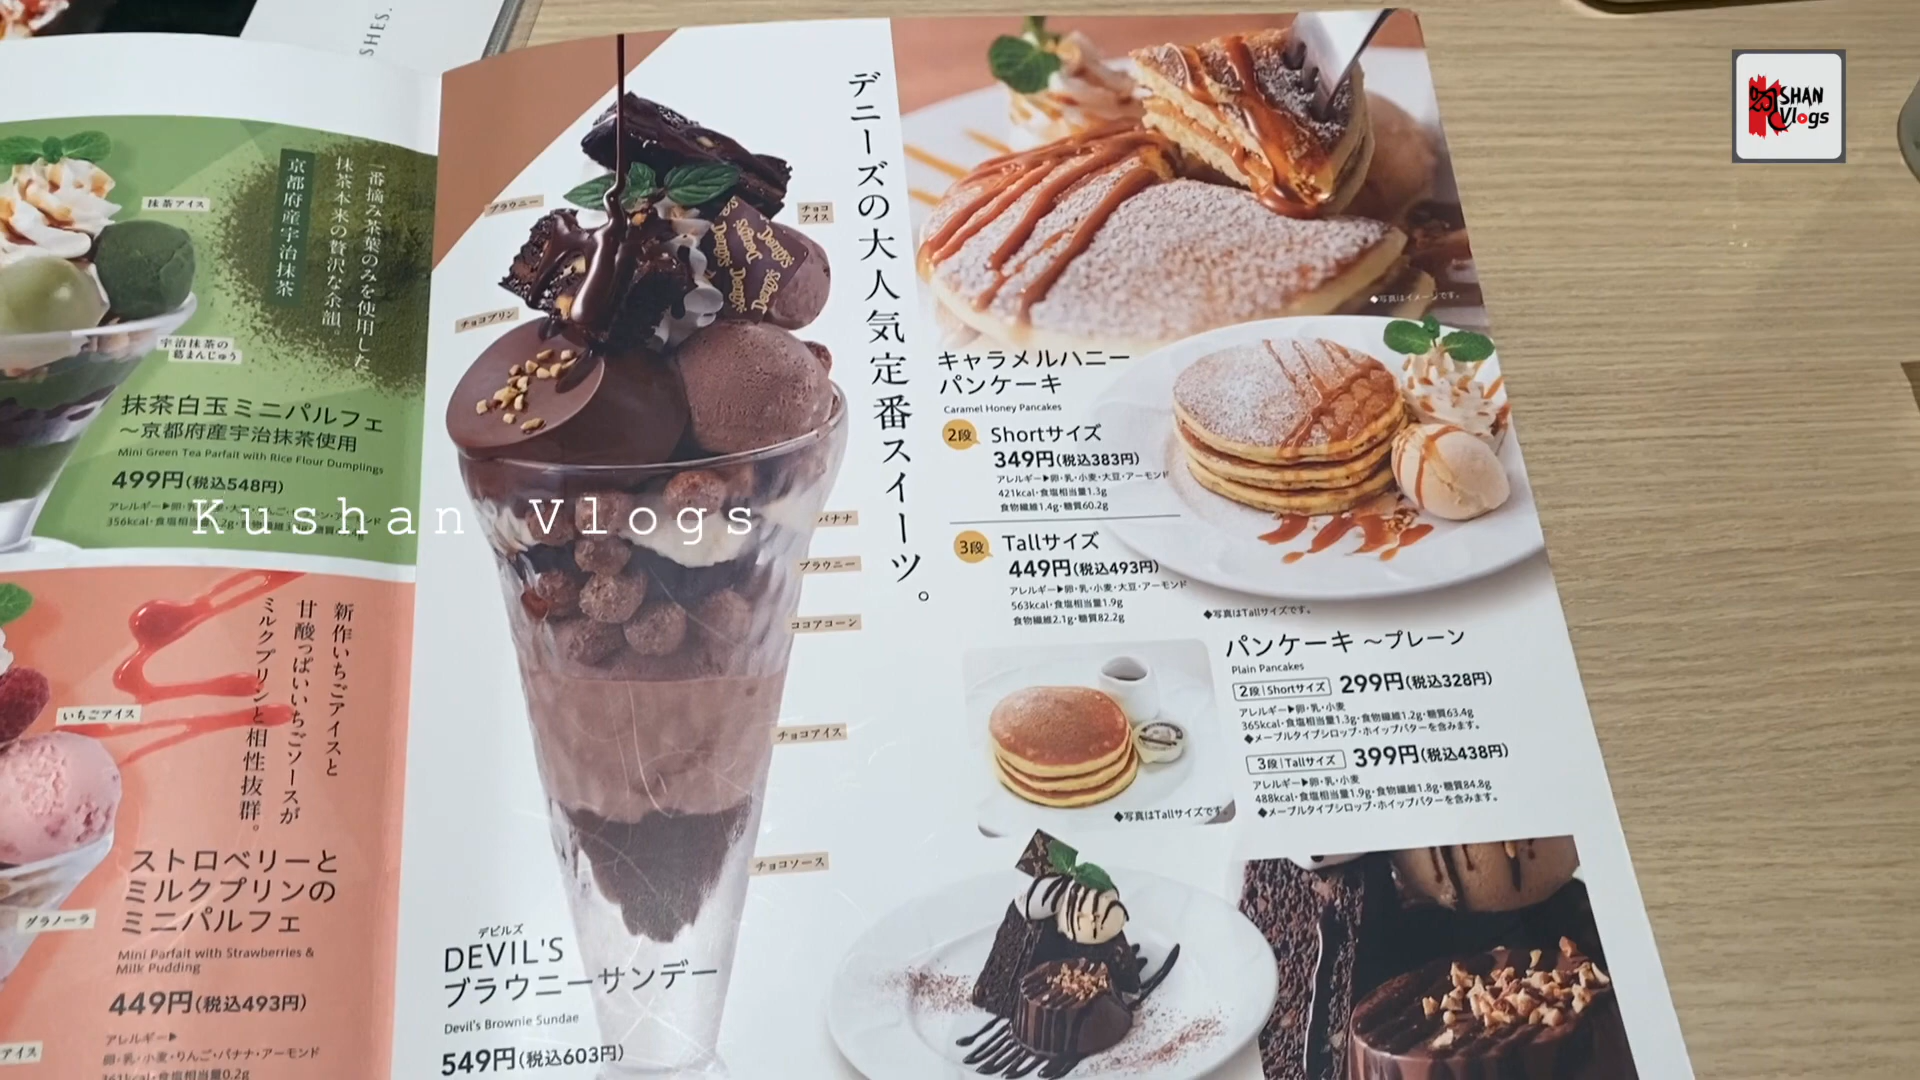 SHES.
SHAN
Vlogs
一番摘み茶葉のみを使用した
抹茶本来の贅沢な余韻。
京都府産宇治抹茶
抹茶アイス
宇治抹茶の
葛まんじゅう
抹茶白玉ミニパルフェ
～京都府産宇治抹茶使用
Mini Green Tea Parfait with Rice Flour Dumplings
499円(税込548円)
Kushan Vlogs
新作いちごアイスと
甘酸っぱいいちごソースが
ミルクプリンと相性抜群。
いちごアイス
グラノーラ
ストロベリーと
ミルクプリンの
ミニパルフェ
Mini Parfait with Strawberries &
Milk Pudding
449円(税込493円)
アレルギー▶
卵・乳・小麦・りんご・バナナ・アーモンド
361kcal・食塩相当量0.2g
アイス
デニーズの大人気定番スイーツ。
ブラウニー
チョコ
アイス
Denny's
チョコプリン
バナナ
ブラウニー
ココアコーン
チョコアイス
チョコソース
デビルズ
DEVIL'S
ブラウニーサンデー
Devil's Brownie Sundae
549円(税込603円)
◆写真はイメージです。
キャラメルハニー
パンケーキ
Caramel Honey Pancakes
2段 Shortサイズ
349円(税込383円)
アレルギー▶卵・乳・小麦・大豆・アーモンド
421kcal・食塩相当量1.3g
食物繊維1.4g・糖質60.2g
3段 Tallサイズ
449円(税込493円)
アレルギー▶卵・乳・小麦・大豆・アーモンド
563kcal・食塩相当量1.9g
食物繊維2.1g・糖質82.2g
◆写真はTallサイズです。
パンケーキ ～プレーン
Plain Pancakes
2段|Shortサイズ 299円(税込328円)
アレルギー▶卵・乳・小麦
365kcal・食塩相当量1.3g・食物繊維1.2g・糖質63.4g
◆メープルタイプシロップ・ホイップバターを含みます。
3段|Tallサイズ 399円(税込438円)
アレルギー▶卵・乳・小麦
488kcal・食塩相当量1.9g・食物繊維1.8g・糖質84.8g
◆メープルタイプシロップ・ホイップバターを含みます。
◆写真はTallサイズです。